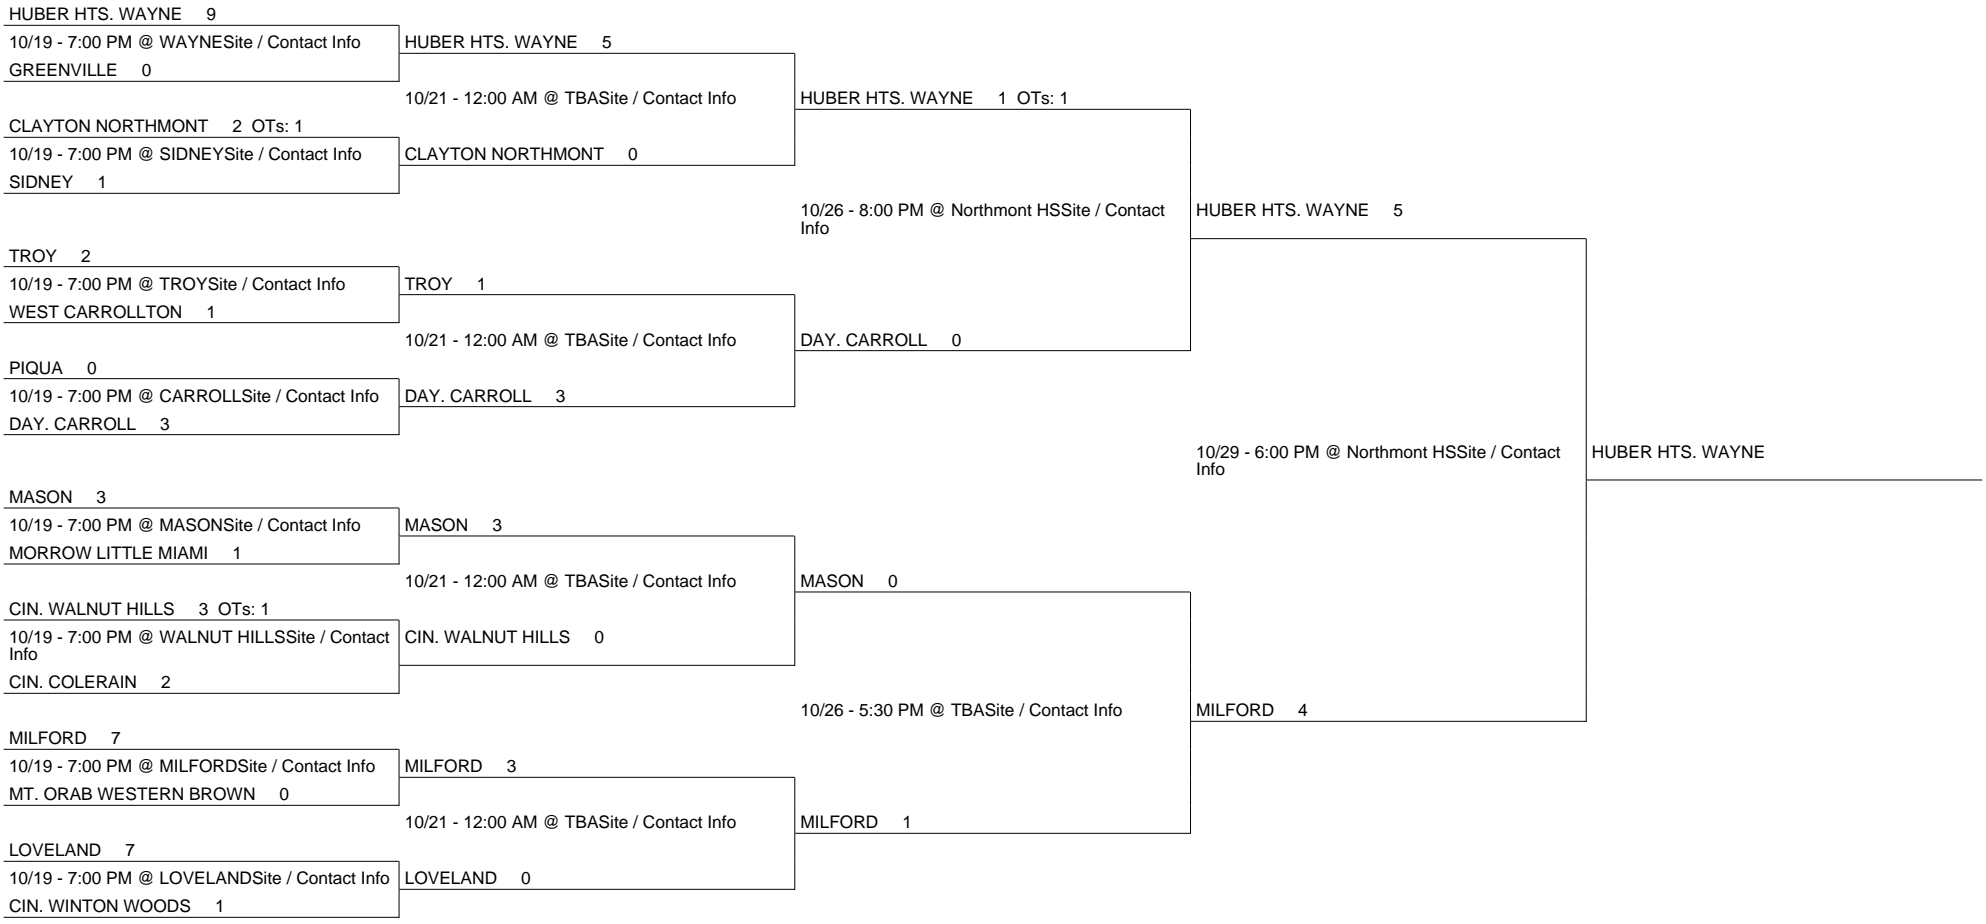 HUBER HTS. WAYNE 9
10/19 - 7:00 PM @ WAYNESite / Contact Info
GREENVILLE 0
CLAYTON NORTHMONT 2 OTs: 1
10/19 - 7:00 PM @ SIDNEYSite / Contact Info
SIDNEY 1
TROY 2
10/19 - 7:00 PM @ TROYSite / Contact Info
WEST CARROLLTON 1
PIQUA 0
10/19 - 7:00 PM @ CARROLLSite / Contact Info
DAY. CARROLL 3
MASON 3
10/19 - 7:00 PM @ MASONSite / Contact Info
MORROW LITTLE MIAMI 1
CIN. WALNUT HILLS 3 OTs: 1
10/19 - 7:00 PM @ WALNUT HILLSSite / Contact
Info
CIN. COLERAIN 2
MILFORD 7
10/19 - 7:00 PM @ MILFORDSite / Contact Info
MT. ORAB WESTERN BROWN 0
LOVELAND 7
10/19 - 7:00 PM @ LOVELANDSite / Contact Info
CIN. WINTON WOODS 1
HUBER HTS. WAYNE 5
10/21 - 12:00 AM @ TBASite / Contact Info
CLAYTON NORTHMONT 0
TROY 1
10/21 - 12:00 AM @ TBASite / Contact Info
DAY. CARROLL 3
MASON 3
10/21 - 12:00 AM @ TBASite / Contact Info
CIN. WALNUT HILLS 0
MILFORD 3
10/21 - 12:00 AM @ TBASite / Contact Info
LOVELAND 0
HUBER HTS. WAYNE 1 OTs: 1
10/26 - 8:00 PM @ Northmont HSSite / Contact
Info
DAY. CARROLL 0
MASON 0
10/26 - 5:30 PM @ TBASite / Contact Info
MILFORD 1
HUBER HTS. WAYNE 5
10/29 - 6:00 PM @ Northmont HSSite / Contact
Info
MILFORD 4
HUBER HTS. WAYNE